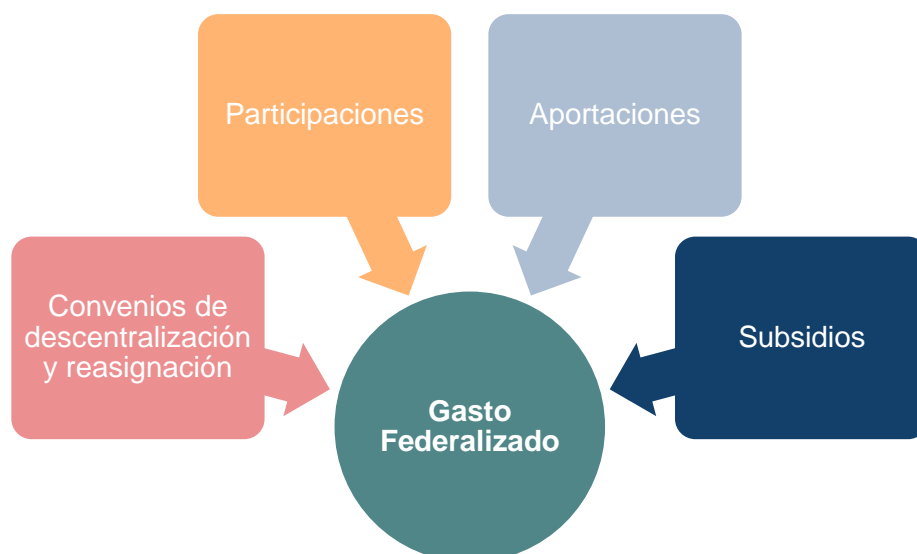 Participaciones
Aportaciones
Convenios de
descentralización
y reasignación
Subsidios
Gasto
Federalizado